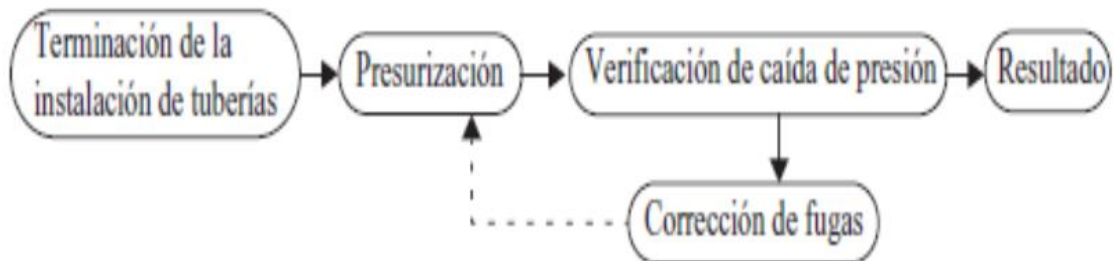 Terminación de la
instalación de tuberías
Presurización
Verificación de caída de presión
Resultado
Corrección de fugas